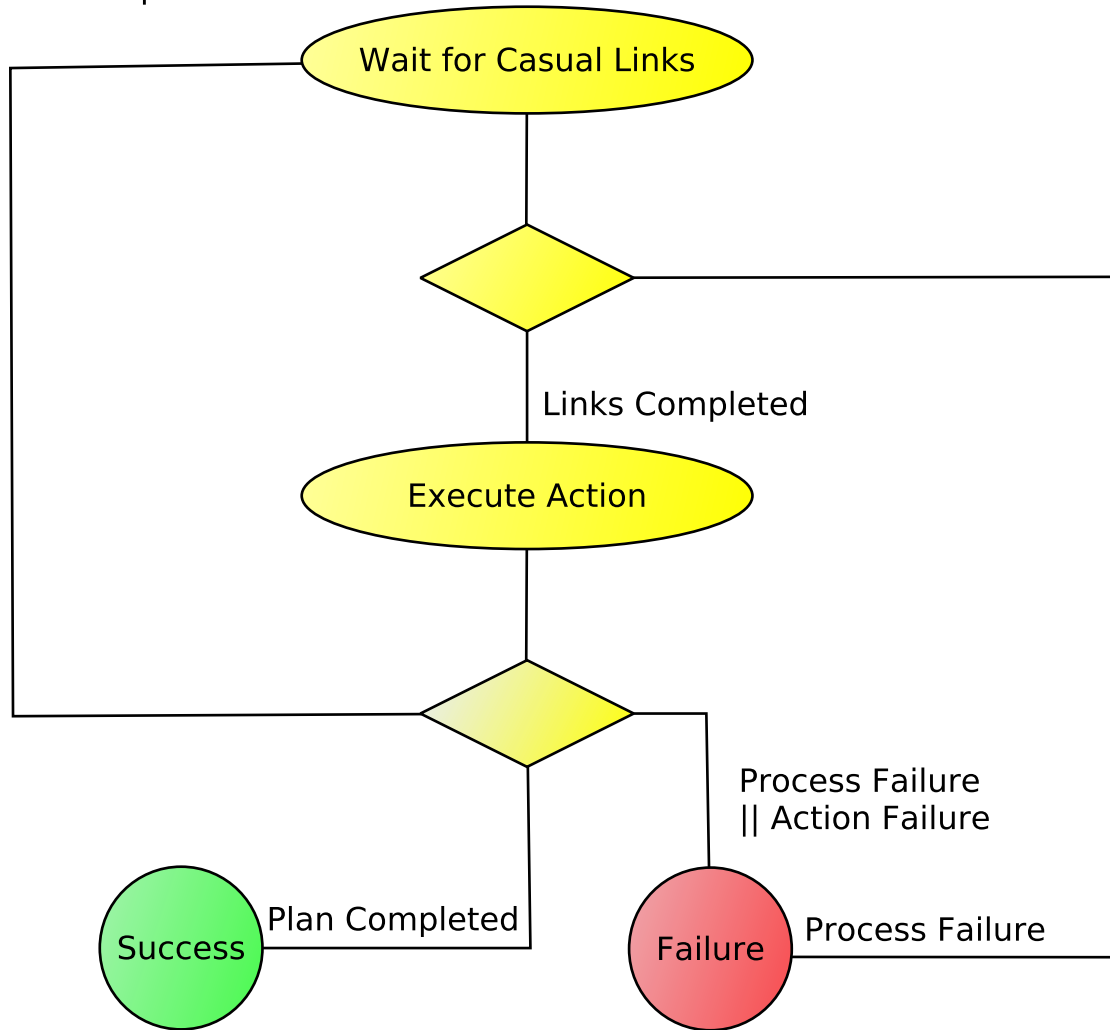 Wait for Casual Links
Links Completed
Execute Action
Process Failure
|| Action Failure
Plan Completed
Success
Failure
Process Failure